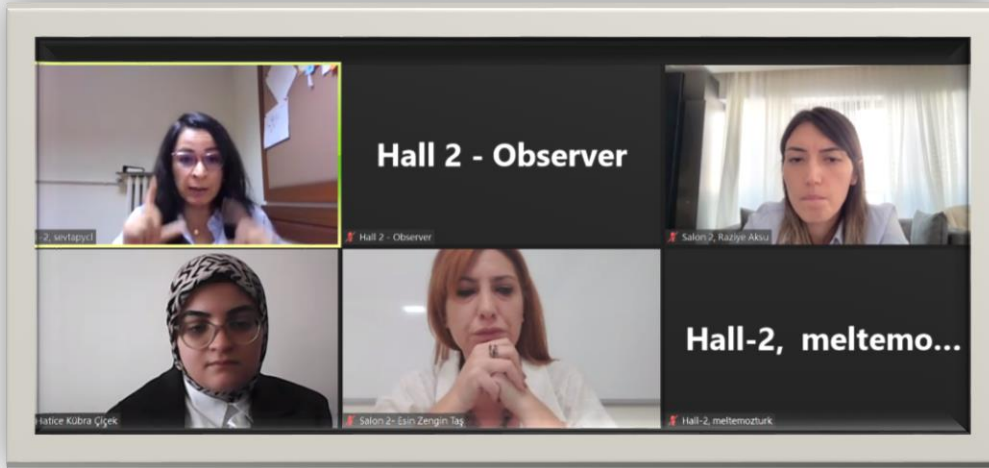 -2, sevtapycl
Hall 2 - Observer
Hall 2 - Observer
Salon 2, Raziye Aksu
Hatice Kübra Çiçek
Salon 2- Esin Zengin Taş
Hall-2, meltemo...
Hall-2, meltemozturk